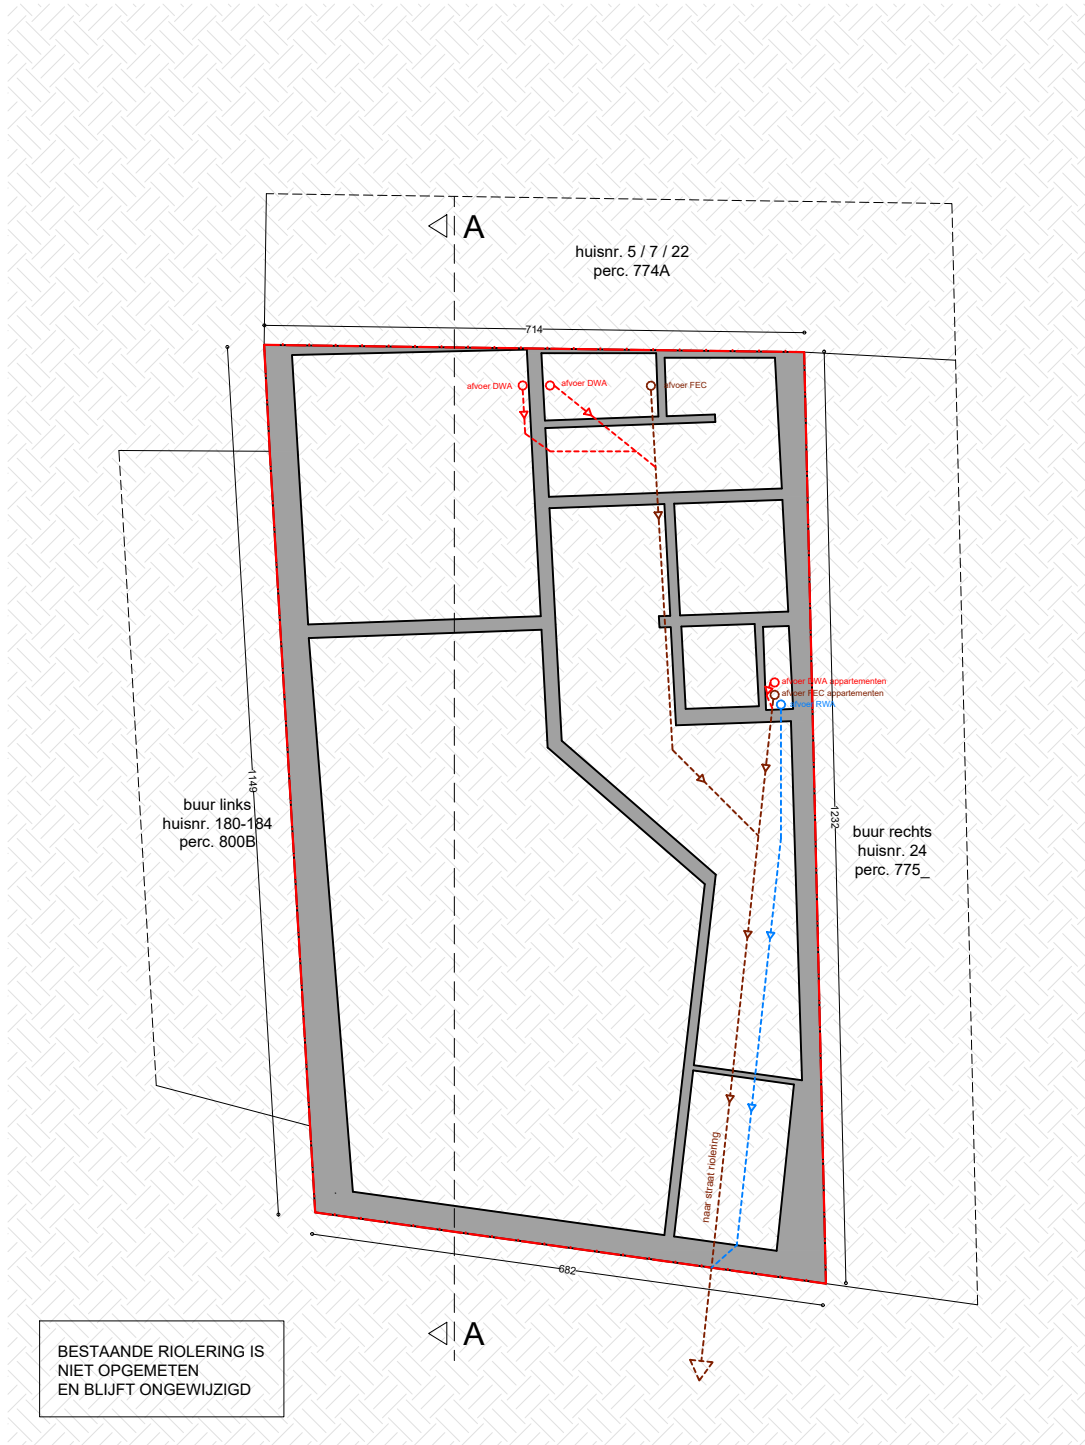 A
huisnr. 5 / 7 / 22
perc. 774A
714
afvoer DWA
afvoer DWA
afvoer FEC
afvoer DWA appartementen
afvoer FEC appartementen
afvoer RWA
1149
buur links
huisnr. 180-184
perc. 800B
1232
buur rechts
huisnr. 24
perc. 775_
naar straat riolering
682
A
BESTAANDE RIOLERING IS
NIET OPGEMETEN
EN BLIJFT ONGEWIJZIGD